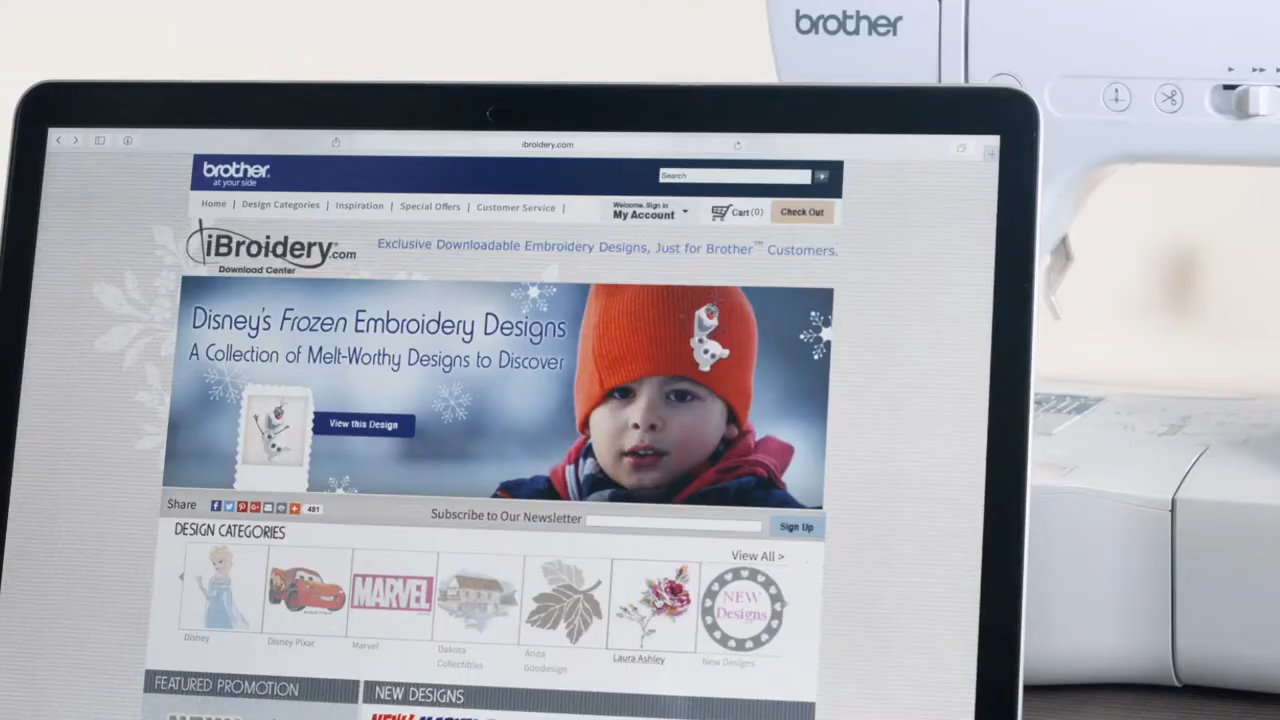 brother
ibroidery.com
brother
at your side
Search
Home | Design Categories | Inspiration | Special Offers | Customer Service |
Welcome. Sign in
My Account
Cart (0)
Check Out
iBroidery.com
Download Center
Exclusive Downloadable Embroidery Designs, Just for Brother™ Customers.
Disney's Frozen Embroidery Designs
A Collection of Melt-Worthy Designs to Discover
View this Design
Share
481
Subscribe to Our Newsletter
Sign Up
DESIGN CATEGORIES
View All >
MARVEL
NEW
Designs
Disney
Disney Pixar
Marvel
Dakota
Collectibles
Anita
Goodesign
Laura Ashley
New Designs
FEATURED PROMOTION
NEW DESIGNS